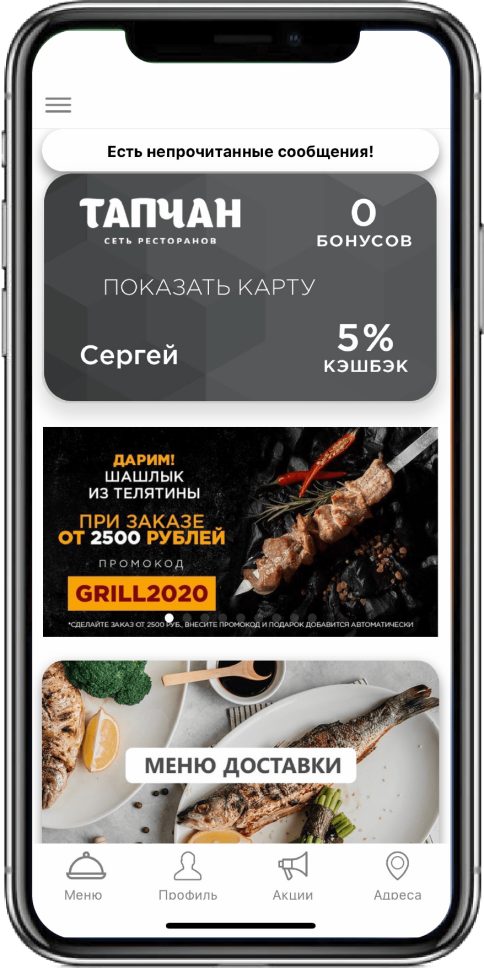 Есть непрочитанные сообщения!
ТАПЧАН
СЕТЬ РЕСТОРАНОВ
0
БОНУСОВ
ПОКАЗАТЬ КАРТУ
Сергей
5%
КЭШБЭК
ДАРИМ!
ШАШЛЫК
ИЗ ТЕЛЯТИНЫ
ПРИ ЗАКАЗЕ
ОТ 2500 РУБЛЕЙ
ПРОМОКОД
GRILL2020
*СДЕЛАЙТЕ ЗАКАЗ ОТ 2500 РУБ., ВНЕСИТЕ ПРОМОКОД И ПОДАРОК ДОБАВИТСЯ АВТОМАТИЧЕСКИ
МЕНЮ ДОСТАВКИ
Меню
Профиль
Акции
Адреса